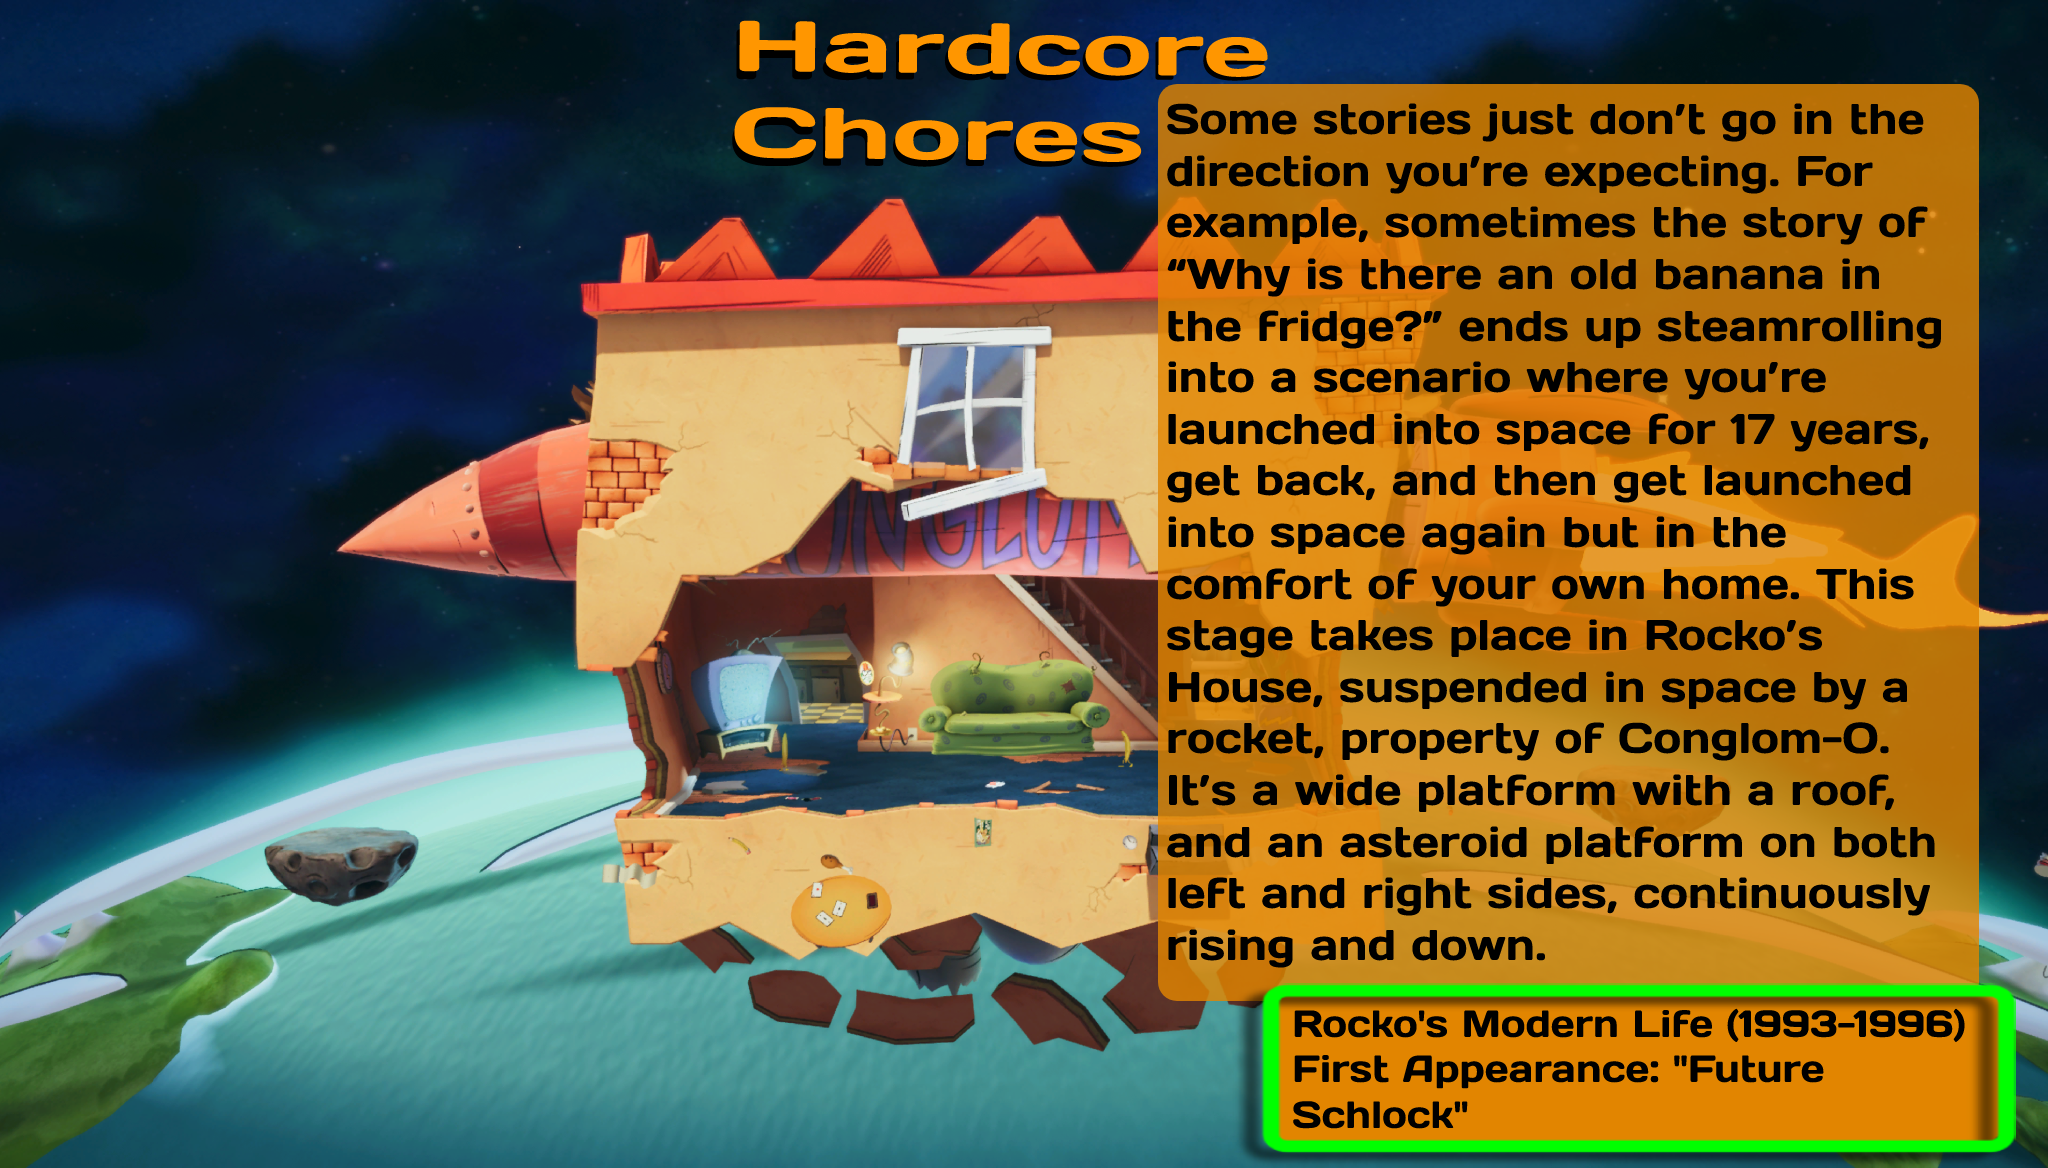 Hardcore
Chores
Some stories just don’t go in the
direction you’re expecting. For
example, sometimes the story of
“Why is there an old banana in
the fridge?” ends up steamrolling
into a scenario where you’re
launched into space for 17 years,
get back, and then get launched
into space again but in the
comfort of your own home. This
stage takes place in Rocko’s
House, suspended in space by a
rocket, property of Conglom-O.
It’s a wide platform with a roof,
and an asteroid platform on both
left and right sides, continuously
rising and down.
ONGLOM
Rocko's Modern Life (1993-1996)
First Appearance: "Future
Schlock"